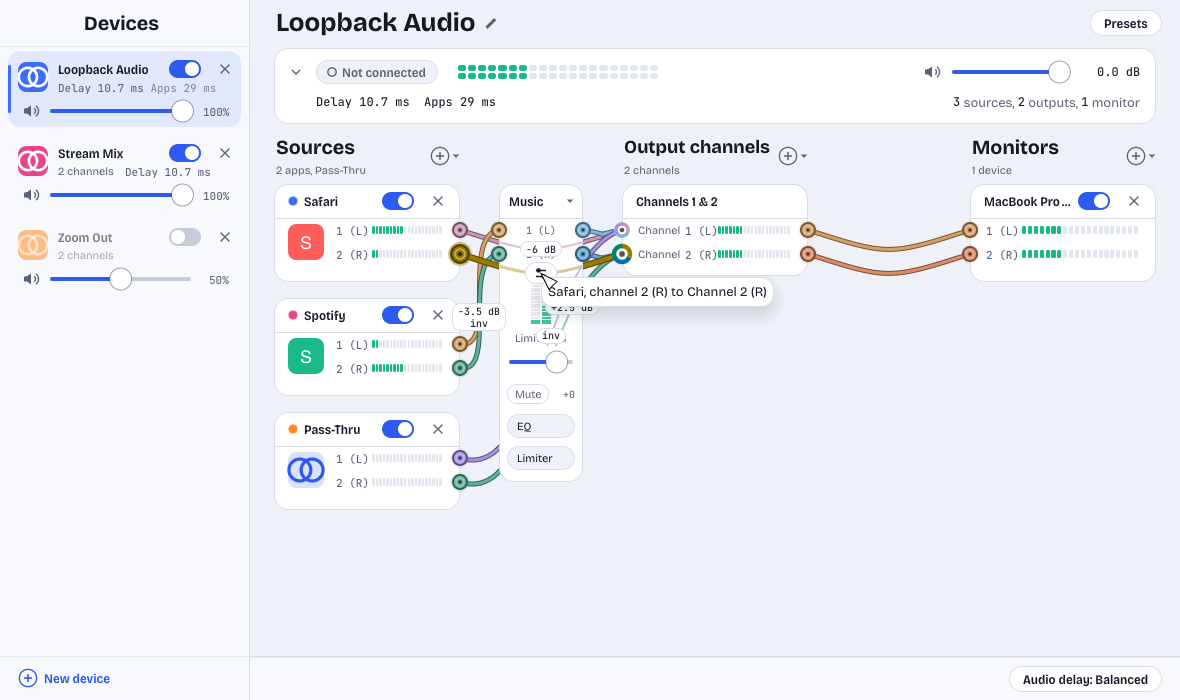 Devices
Loopback Audio
Delay 10.7 ms Apps 29 ms
100%
Stream Mix
2 channels Delay 10.7 ms
100%
Zoom Out
2 channels
50%
New device
Loopback Audio
Presets
Not connected
0.0 dB
Delay 10.7 ms Apps 29 ms
3 sources, 2 outputs, 1 monitor
Sources
2 apps, Pass-Thru
Safari
S
1 (L)
2 (R)
Spotify
S
1 (L)
2 (R)
Pass-Thru
1 (L)
2 (R)
-3.5 dB
inv
Music
1 (L)
-6 dB
inv
Mute +0
EQ
Limiter
Output channels
2 channels
Channels 1 & 2
Channel 1 (L)
Channel 2 (R)
Safari, channel 2 (R) to Channel 2 (R)
Monitors
1 device
MacBook Pro...
1 (L)
2 (R)
Audio delay: Balanced